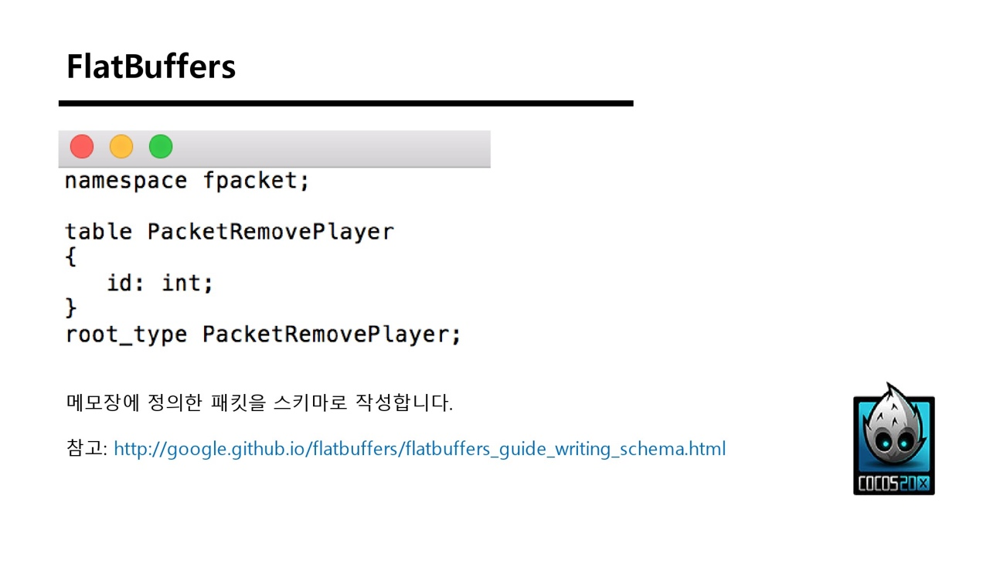 FlatBuffers
namespace fpacket;
table PacketRemovePlayer
{
id: int;
}
root_type PacketRemovePlayer;
메모장에 정의한 패킷을 스키마로 작성합니다.
참고: http://google.github.io/flatbuffers/flatbuffers_guide_writing_schema.html
COCOS2DX